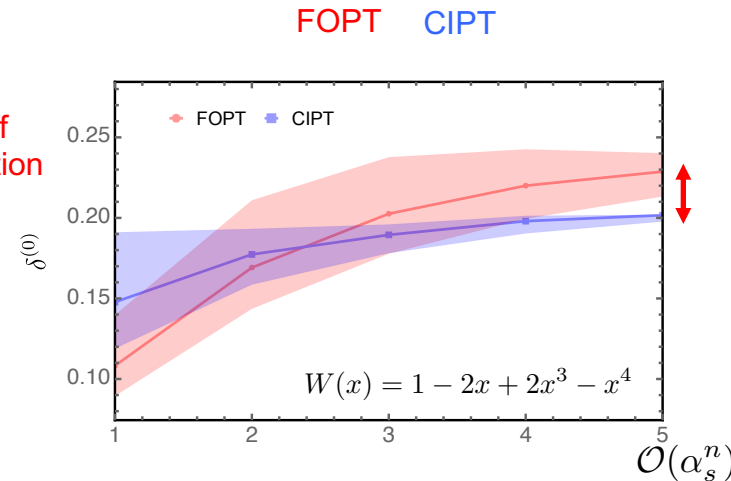 FOPT CIPT
f
tion
FOPT CIPT
0.25
0.20
0.15
0.10
δ^{(0)}
W(x) = 1 − 2x + 2x^3 − x^4
1 2 3 4 5
𝒪(α_s^n)